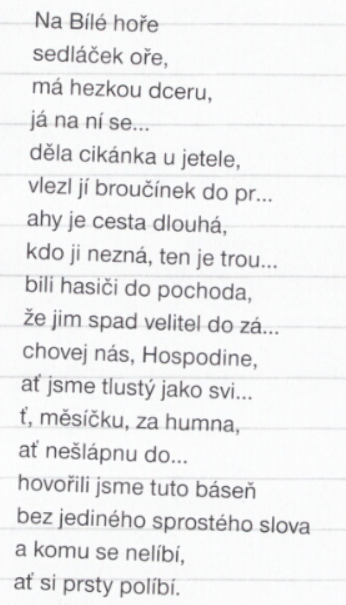 Na Bílé hoře
sedláček oře,
má hezkou dceru,
já na ní se...
děla cikánka u jetele,
vlezl jí broučínek do pr...
ahy je cesta dlouhá,
kdo ji nezná, ten je trou...
bili hasiči do pochoda,
že jim spad velitel do zá...
chovej nás, Hospodine,
ať jsme tlustý jako svi...
ť, měsíčku, za humna,
ať nešlápnu do...
hovořili jsme tuto báseň
bez jediného sprostého slova
a komu se nelíbí,
ať si prsty políbí.